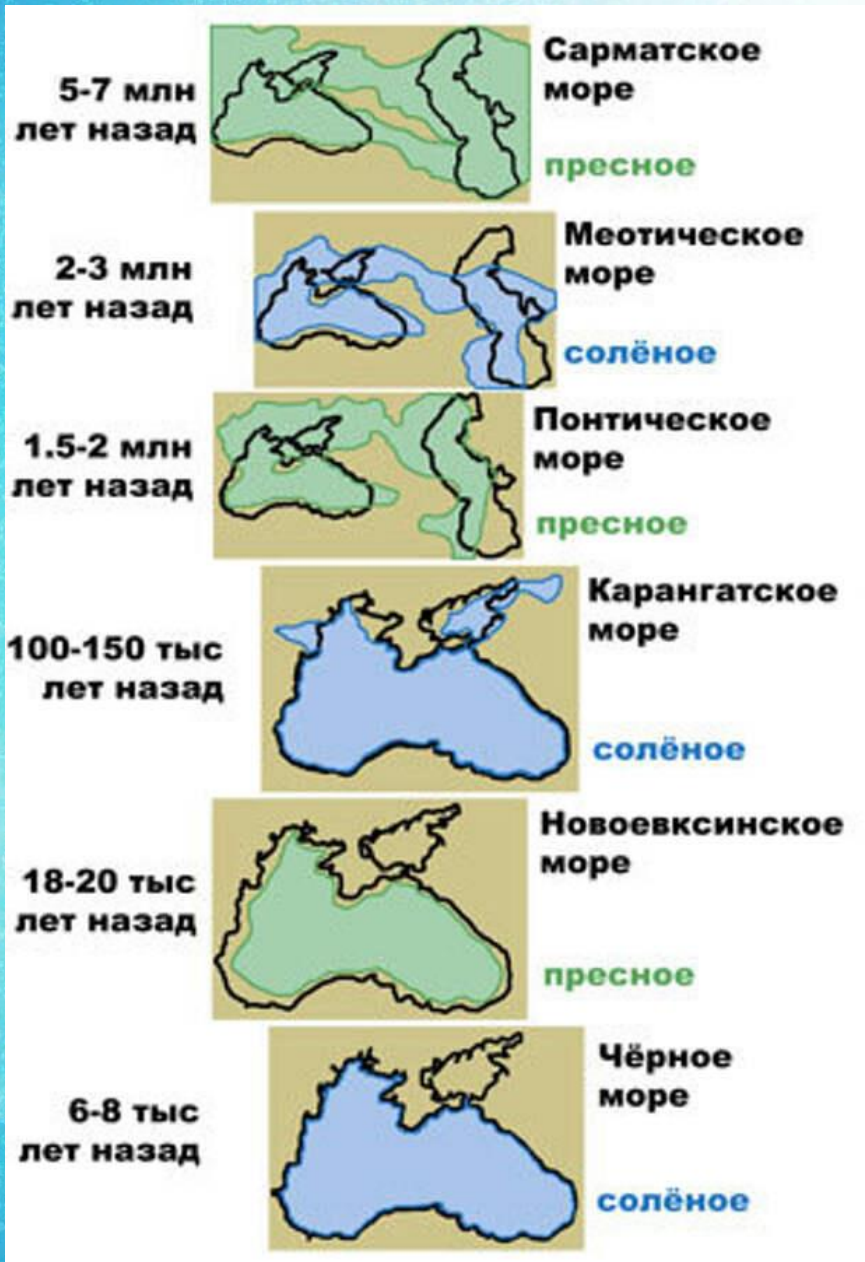 5-7 млн
лет назад
Сарматское
море
пресное
2-3 млн
лет назад
Меотическое
море
солёное
1.5-2 млн
лет назад
Понтическое
море
пресное
100-150 тыс
лет назад
Карангатское
море
солёное
18-20 тыс
лет назад
Новоевксинское
море
пресное
6-8 тыс
лет назад
Чёрное
море
солёное